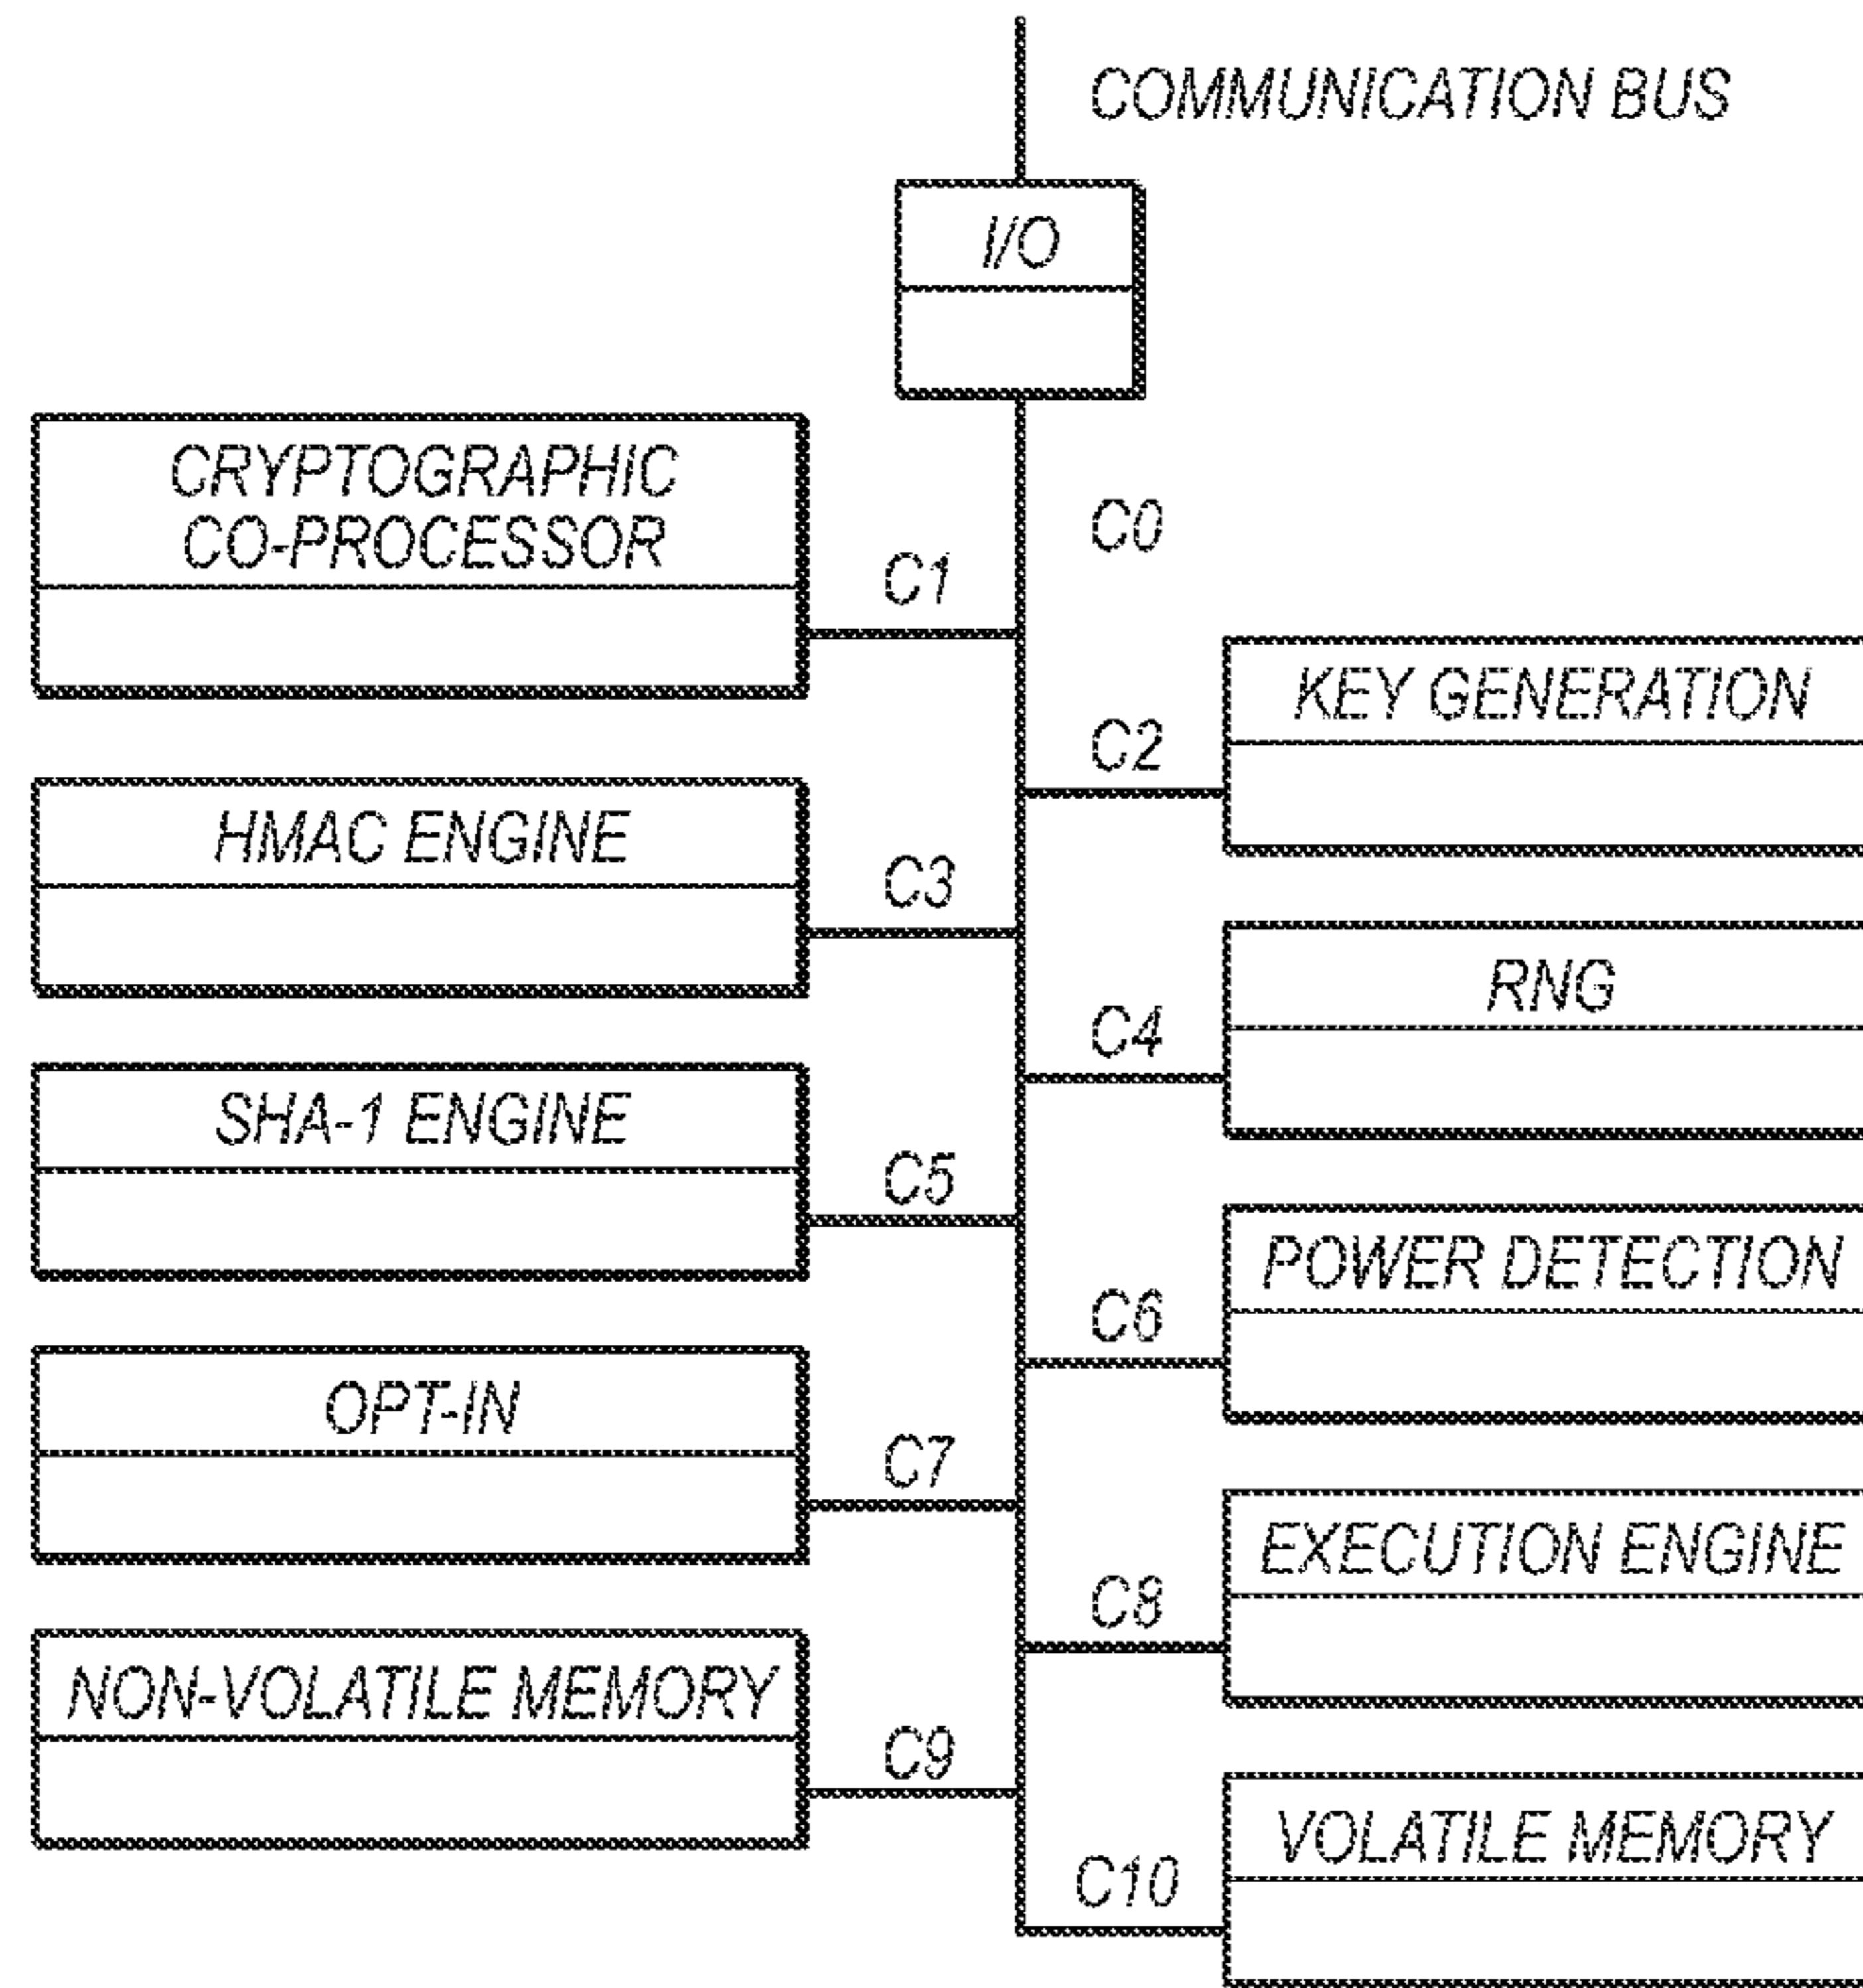 COMMUNICATION BUS
I/O
C0
CRYPTOGRAPHIC
CO-PROCESSOR
C1
KEY GENERATION
C2
HMAC ENGINE
C3
RNG
C4
SHA-1 ENGINE
C5
POWER DETECTION
C6
OPT-IN
C7
EXECUTION ENGINE
C8
NON-VOLATILE MEMORY
C9
VOLATILE MEMORY
C10